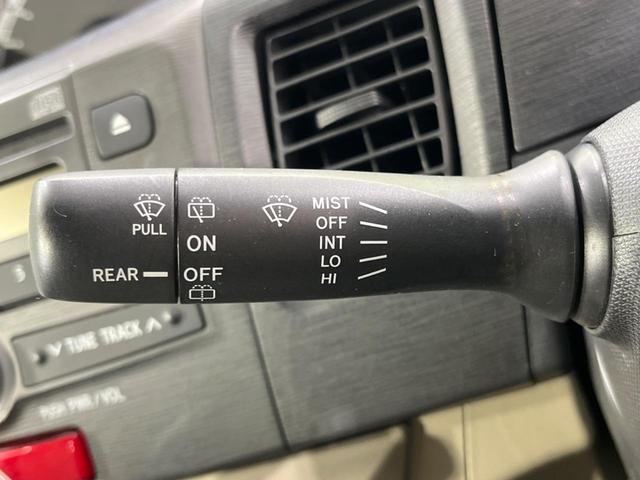 PULL
REAR
ON
OFF
MIST
OFF
INT
LO
HI
TUNE TRACK
PUSH PWR/VOL